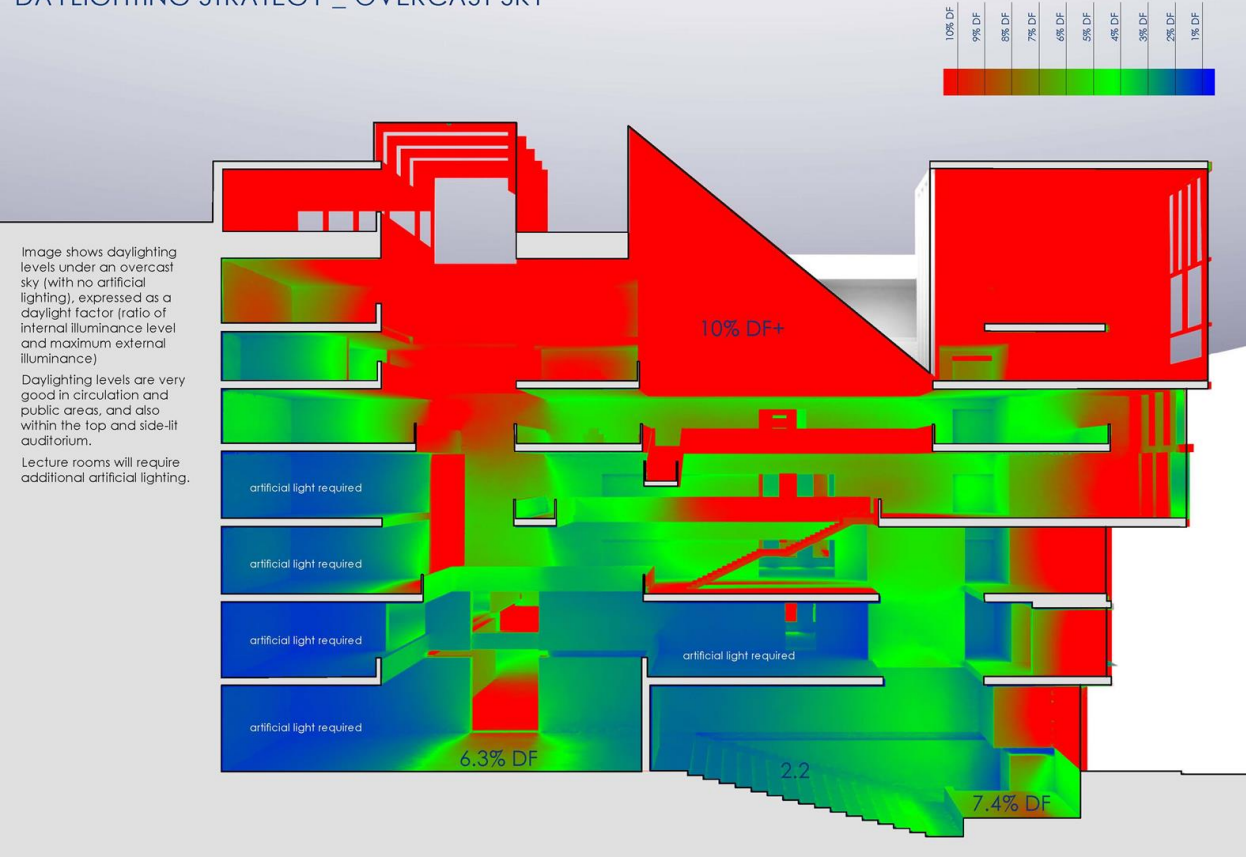 DAYLIGHTING STRATEGY _ OVERCAST SKY
10% DF
9% DF
8% DF
7% DF
6% DF
5% DF
4% DF
3% DF
2% DF
1% DF
Image shows daylighting
levels under an overcast
sky (with no artificial
lighting), expressed as a
daylight factor (ratio of
internal illuminance level
and maximum external
illuminance)
Daylighting levels are very
good in circulation and
public areas, and also
within the top and side-lit
auditorium.
Lecture rooms will require
additional artificial lighting.
10% DF+
artificial light required
artificial light required
artificial light required
artificial light required
artificial light required
6.3% DF
2.2
7.4% DF